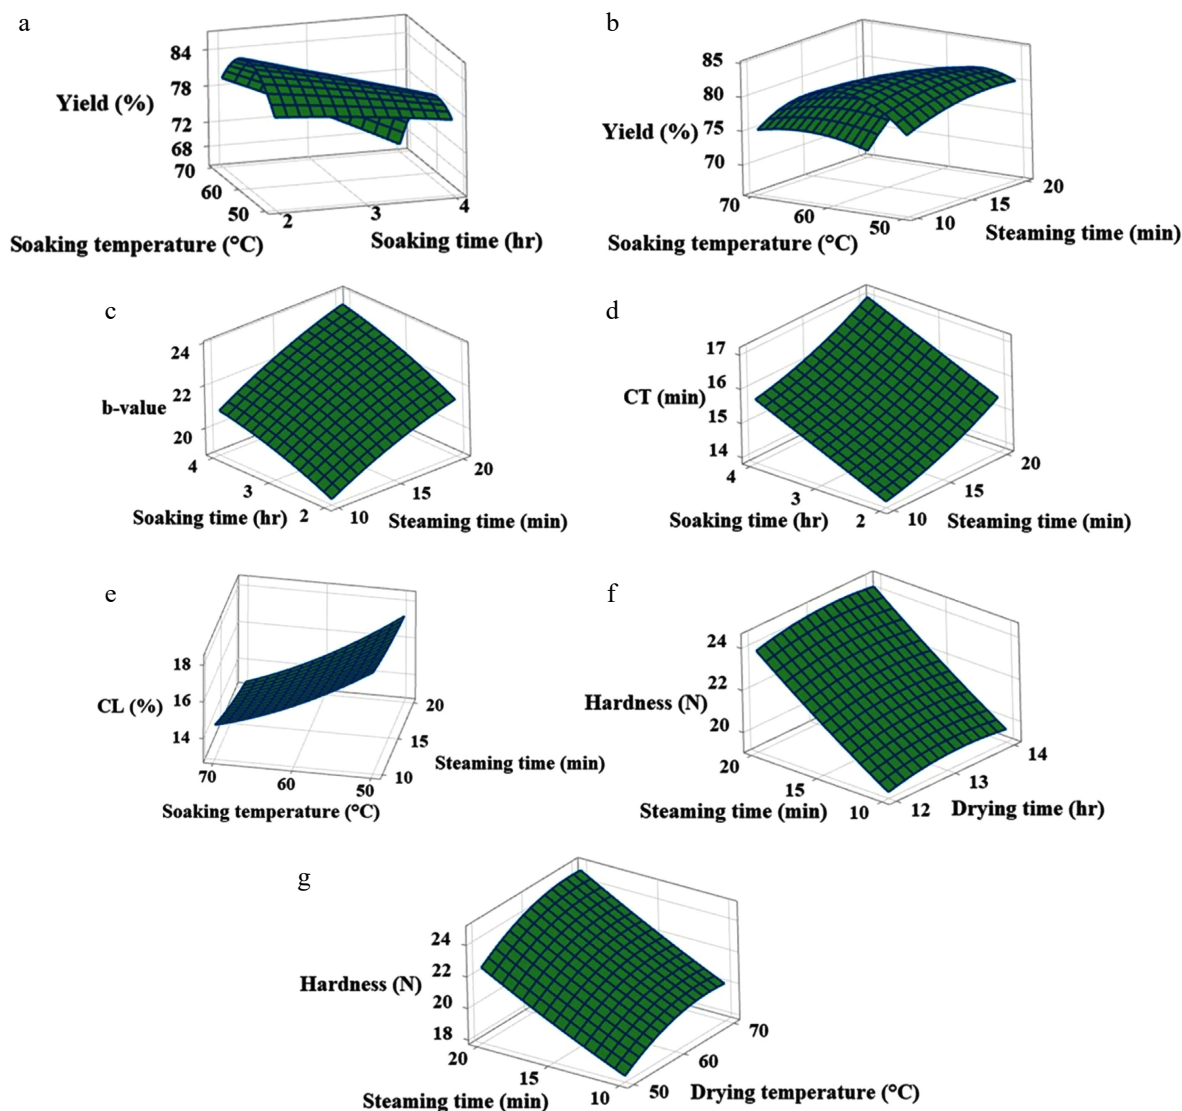 a
84
Yield (%)
78
72
68
70
60
50
2
3
4
Soaking temperature (°C)
Soaking time (hr)
b
85
80
Yield (%)
75
70
70
60
50
10
15
20
Soaking temperature (°C)
Steaming time (min)
c
24
22
b-value
20
4
3
2
10
15
20
Soaking time (hr)
Steaming time (min)
d
17
16
CT (min)
15
14
4
3
2
10
15
20
Soaking time (hr)
Steaming time (min)
e
18
16
CL (%)
14
70
60
50
10
15
20
Soaking temperature (°C)
Steaming time (min)
f
24
22
Hardness (N)
20
20
15
10
12
13
14
Steaming time (min)
Drying time (hr)
g
24
22
Hardness (N)
20
18
20
15
10
50
60
70
Steaming time (min)
Drying temperature (°C)